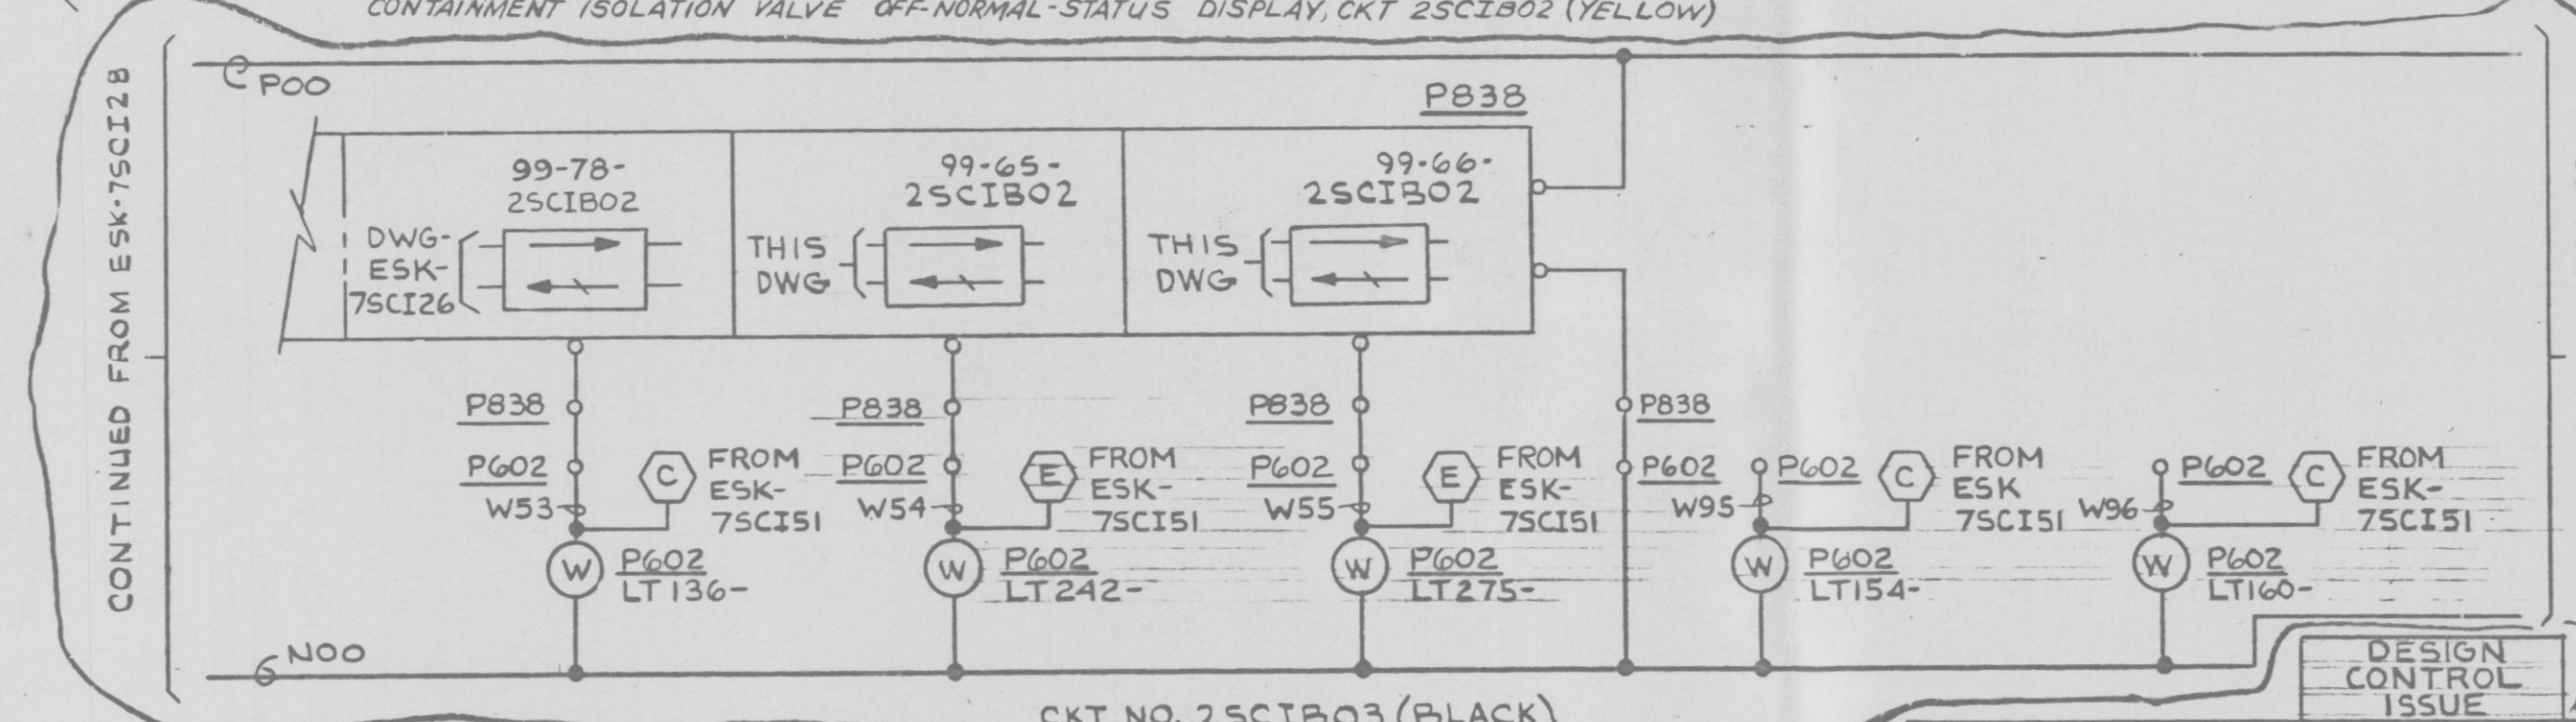 CONTAINMENT ISOLATION VALVE OFF-NORMAL-STATUS DISPLAY, CKT 2SCIB02 (YELLOW)
CONTINUED FROM ESK-7SCI28
P00
P838
99-78-
2SCIB02
DWG-
ESK-
7SCI26
99-65-
2SCIB02
THIS
DWG
99-66-
2SCIB02
THIS
DWG
P838
P602
W53
C
FROM
ESK-
7SCI51
W
P602
LT136-
P838
P602
W54
E
FROM
ESK-
7SCI51
W
P602
LT242-
P838
P602
W55
E
FROM
ESK-
7SCI51
W
P602
LT275-
P838
P602
P602
W95
C
FROM
ESK
7SCI51
W
P602
LT154-
P602
W96
C
FROM
ESK-
7SCI51
W
P602
LT160-
N00
CKT NO. 2SCIB03 (BLACK)
DESIGN
CONTROL
ISSUE